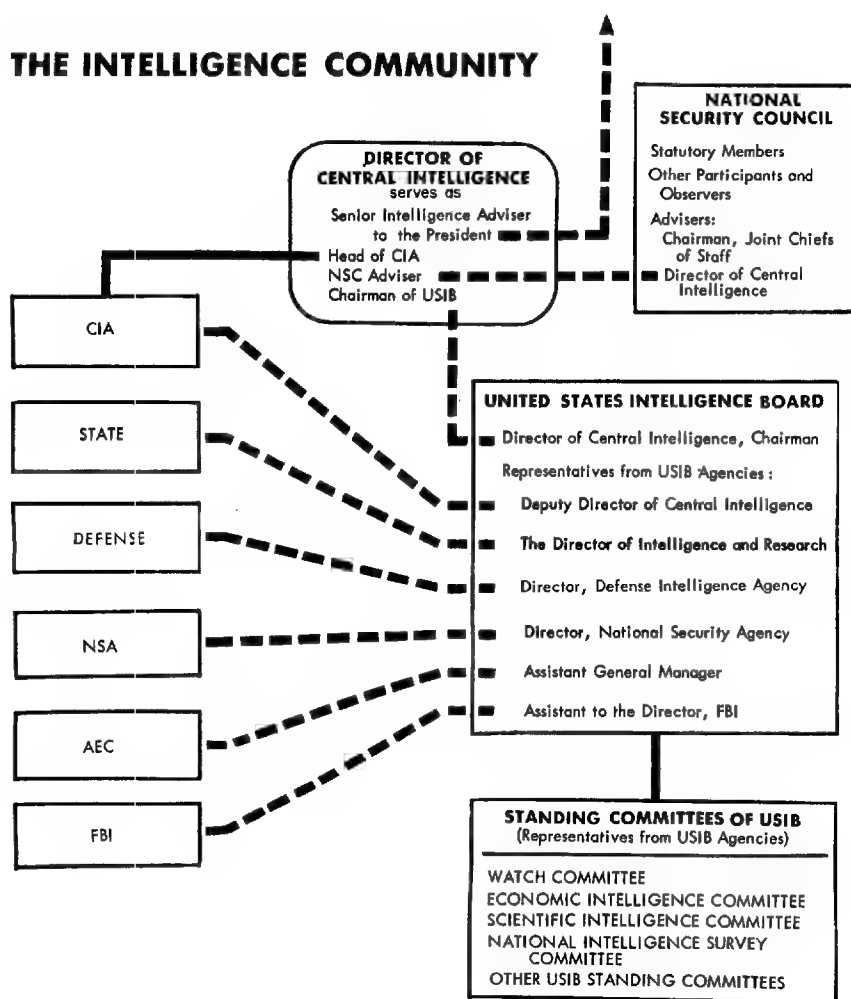 THE INTELLIGENCE COMMUNITY
DIRECTOR OF
CENTRAL INTELLIGENCE
serves as
Senior Intelligence Adviser
to the President
Head of CIA
NSC Adviser
Chairman of USIB
NATIONAL
SECURITY COUNCIL
Statutory Members
Other Participants and
Observers
Advisers:
Chairman, Joint Chiefs
of Staff
Director of Central
Intelligence
CIA
STATE
DEFENSE
NSA
AEC
FBI
UNITED STATES INTELLIGENCE BOARD
Director of Central Intelligence, Chairman
Representatives from USIB Agencies :
Deputy Director of Central Intelligence
The Director of Intelligence and Research
Director, Defense Intelligence Agency
Director, National Security Agency
Assistant General Manager
Assistant to the Director, FBI
STANDING COMMITTEES OF USIB
(Representatives from USIB Agencies)
WATCH COMMITTEE
ECONOMIC INTELLIGENCE COMMITTEE
SCIENTIFIC INTELLIGENCE COMMITTEE
NATIONAL INTELLIGENCE SURVEY
COMMITTEE
OTHER USIB STANDING COMMITTEES